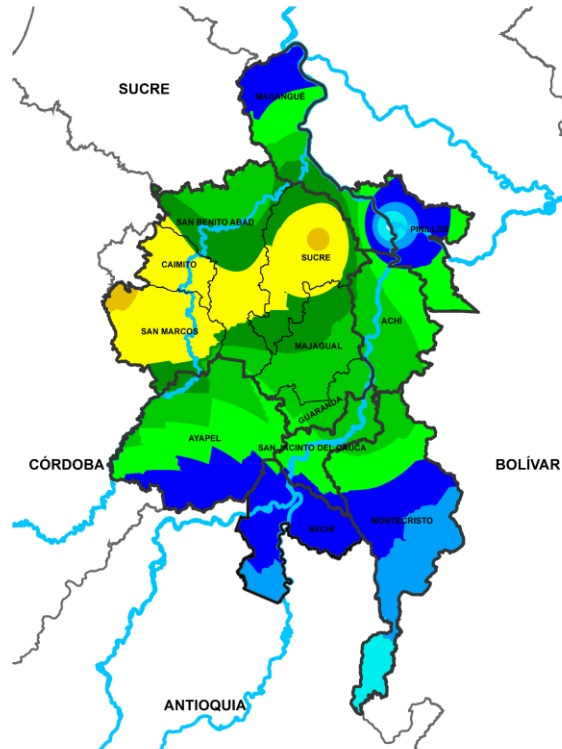 SUCRE
MAGANGUÉ
SAN BENITO ABAD
PINILLOS
CAIMITO
SUCRE
ACHÍ
SAN MARCOS
MAJAGUAL
GUARANDA
AYAPEL
SAN JACINTO DEL CAUCA
CÓRDOBA
BOLÍVAR
MONTECRISTO
NECHÍ
ANTIOQUIA